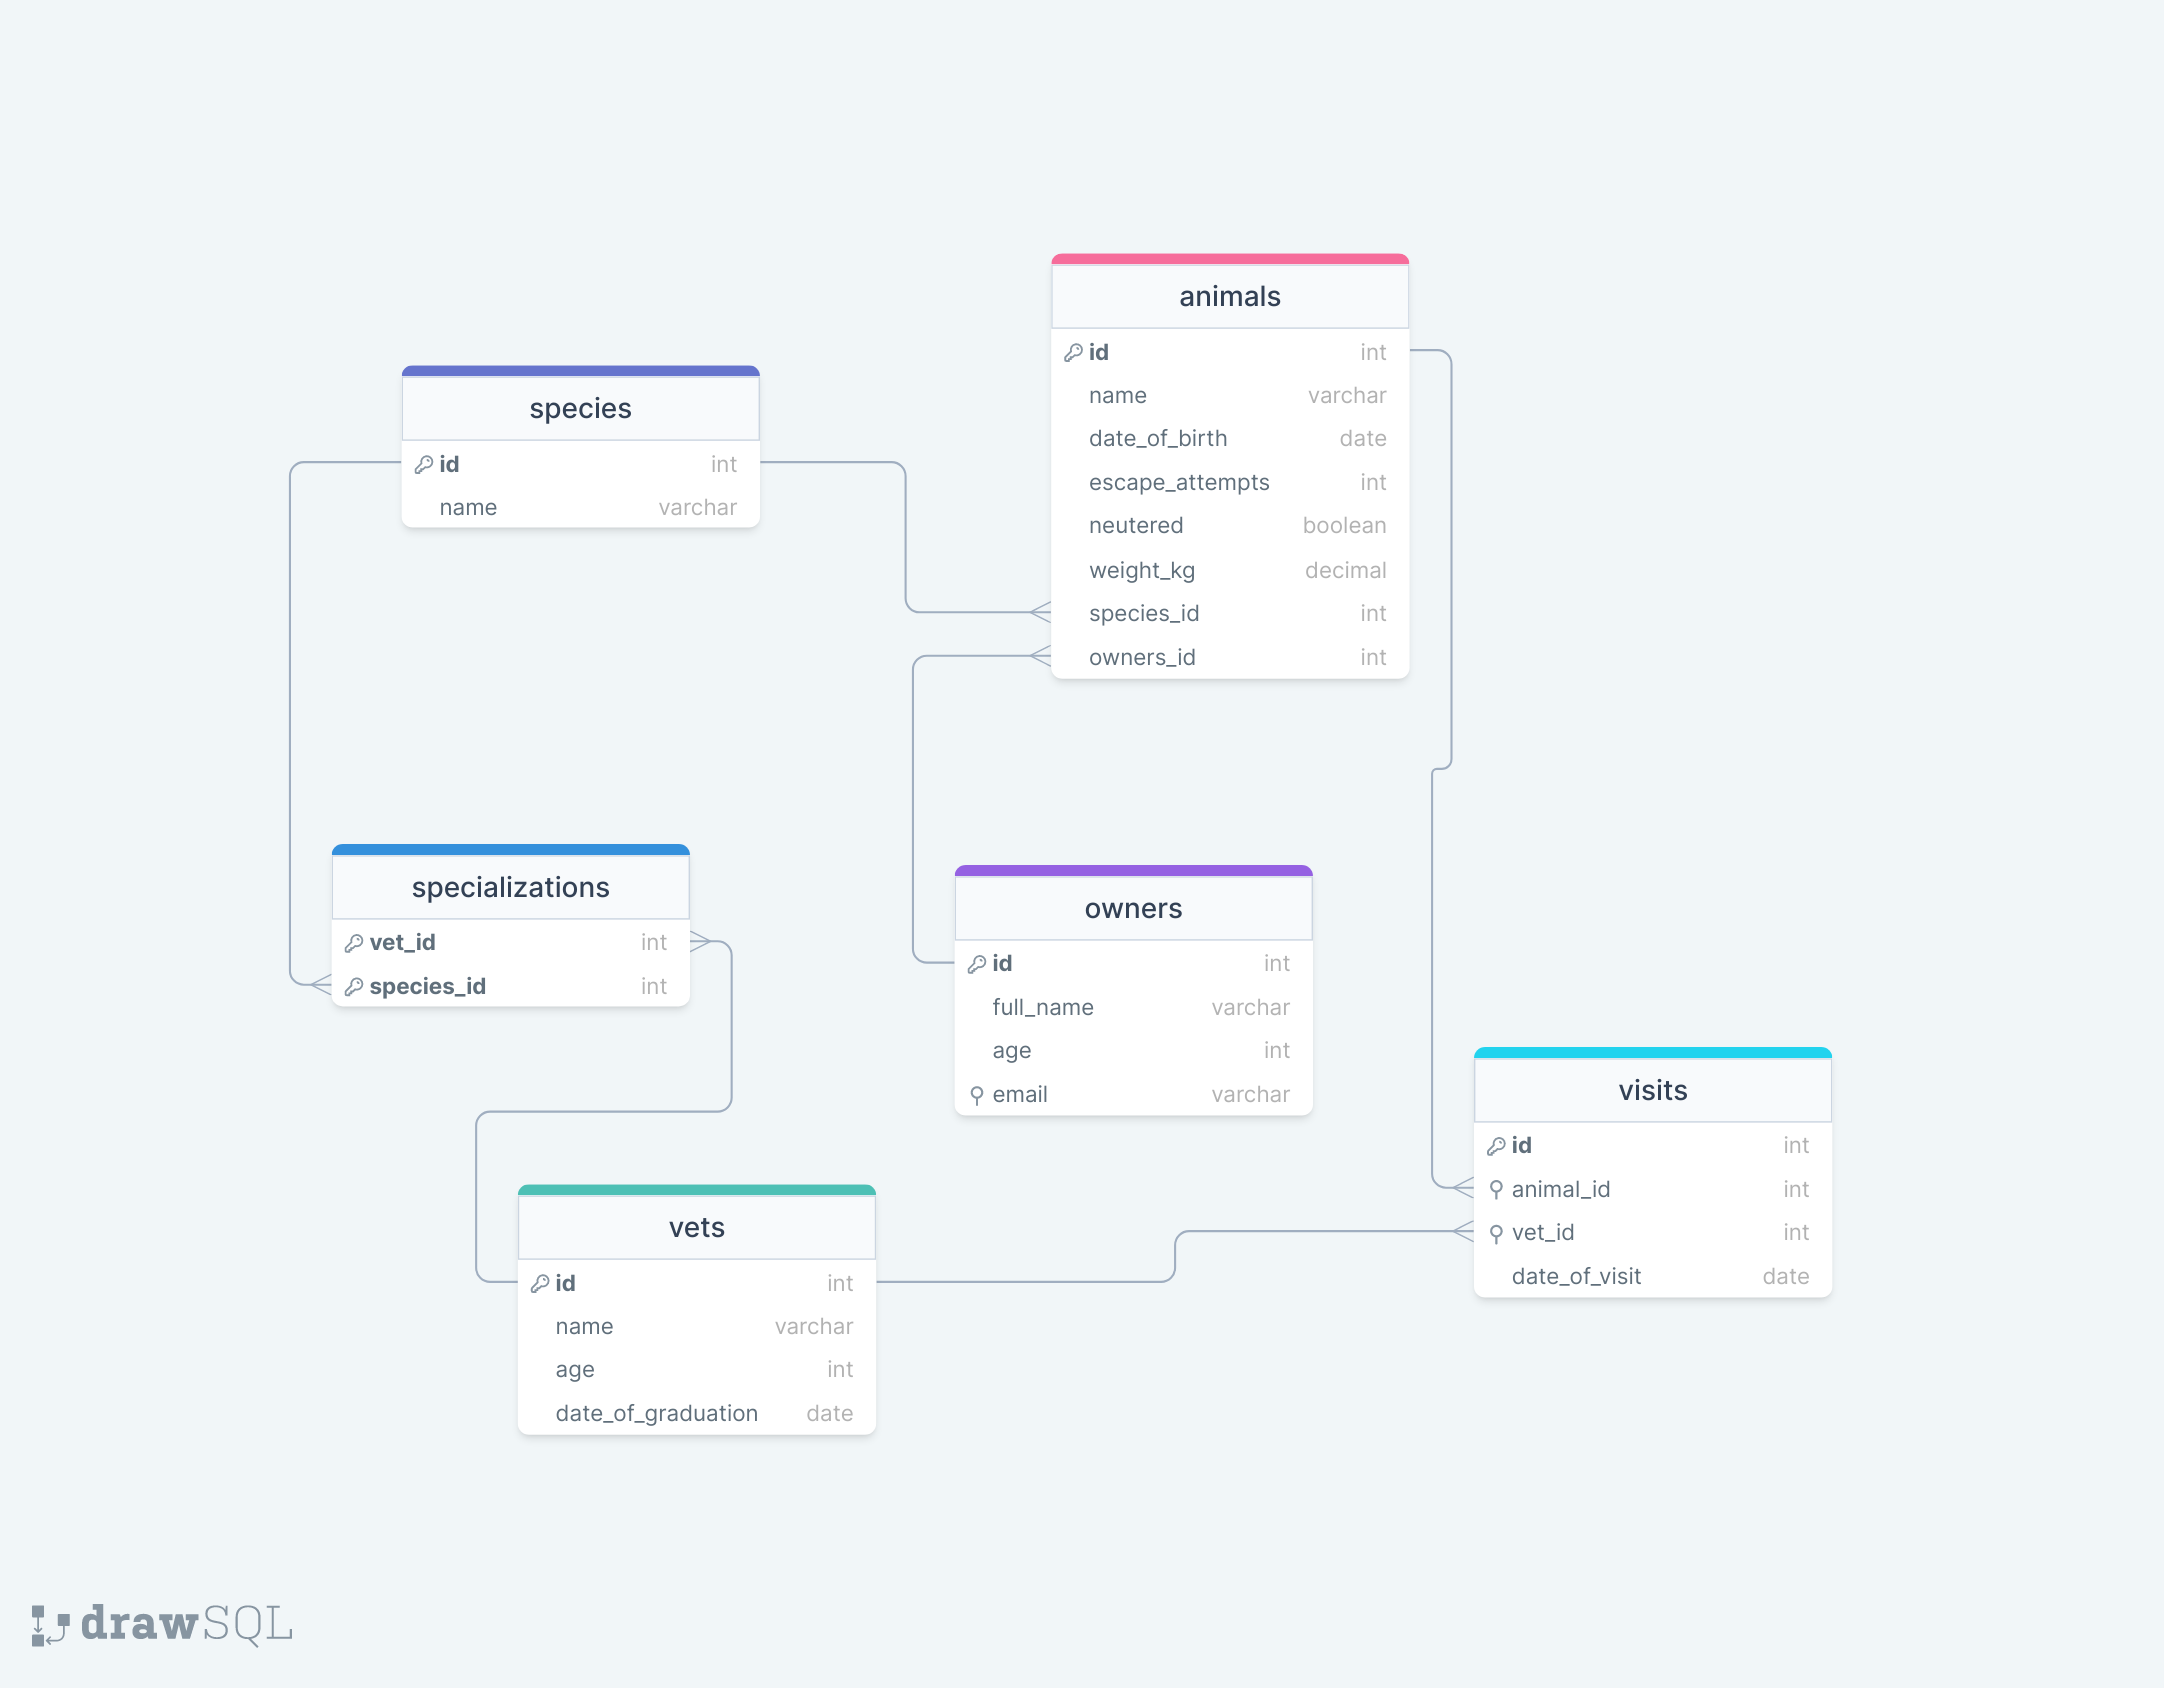 animals
id int
name varchar
date_of_birth date
escape_attempts int
neutered boolean
weight_kg decimal
species_id int
owners_id int
species
id int
name varchar
specializations
vet_id int
species_id int
owners
id int
full_name varchar
age int
email varchar
visits
id int
animal_id int
vet_id int
date_of_visit date
vets
id int
name varchar
age int
date_of_graduation date
drawSQL